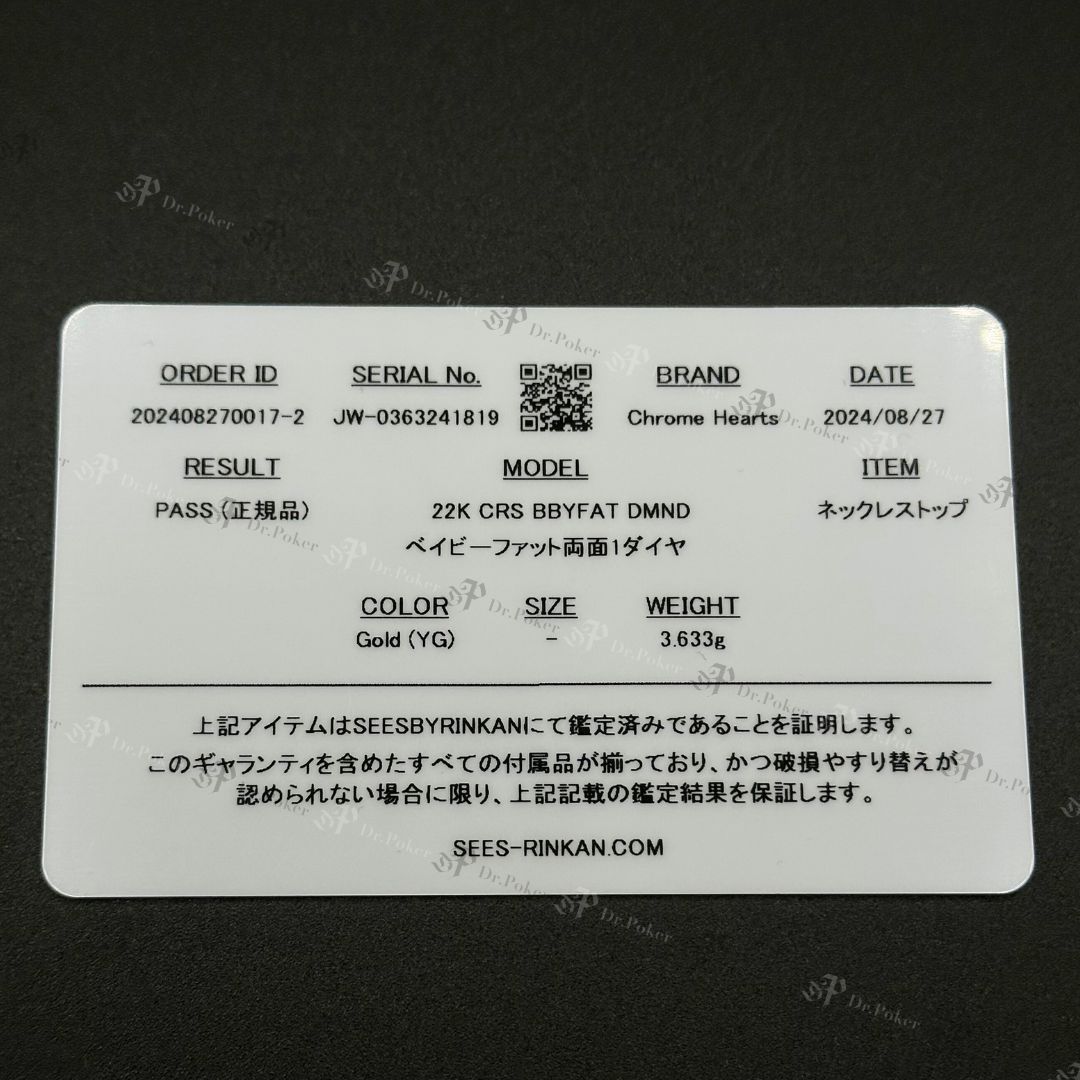 ORDER ID SERIAL No. BRAND DATE
202408270017-2 JW-0363241819 Chrome Hearts 2024/08/27
RESULT MODEL ITEM
PASS (正規品) 22K CRS BBYFAT DMND ネックレストップ
ベイビーファット両面1ダイヤ
COLOR SIZE WEIGHT
Gold (YG) - 3.633g
上記アイテムはSEESBYRINKANにて鑑定済みであることを証明します。
このギャランティを含めたすべての付属品が揃っており、かつ破損やすり替えが
認められない場合に限り、上記記載の鑑定結果を保証します。
SEES-RINKAN.COM
Dr.Poker